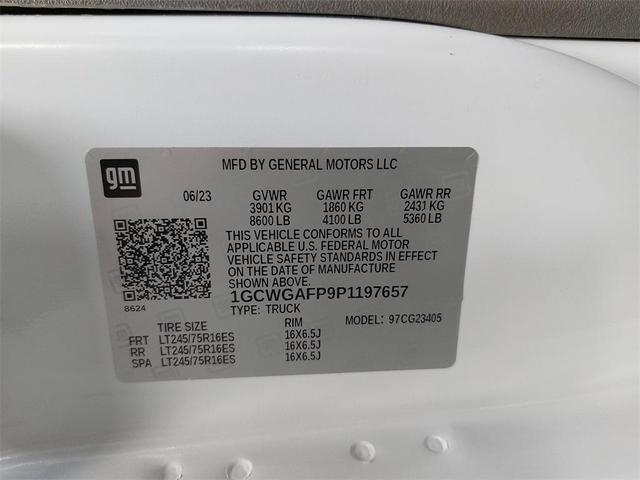 gm
MFD BY GENERAL MOTORS LLC
06/23 GVWR GAWR FRT GAWR RR
3901 KG 1860 KG 2431 KG
8600 LB 4100 LB 5360 LB
THIS VEHICLE CONFORMS TO ALL
APPLICABLE U.S. FEDERAL MOTOR
VEHICLE SAFETY STANDARDS IN EFFECT
ON THE DATE OF MANUFACTURE
SHOWN ABOVE.
1GCWGAFP9P1197657
8624
TYPE: TRUCK
TIRE SIZE RIM MODEL: 97CG23405
FRT LT245/75R16ES 16X6.5J
RR LT245/75R16ES 16X6.5J
SPA LT245/75R16ES 16X6.5J